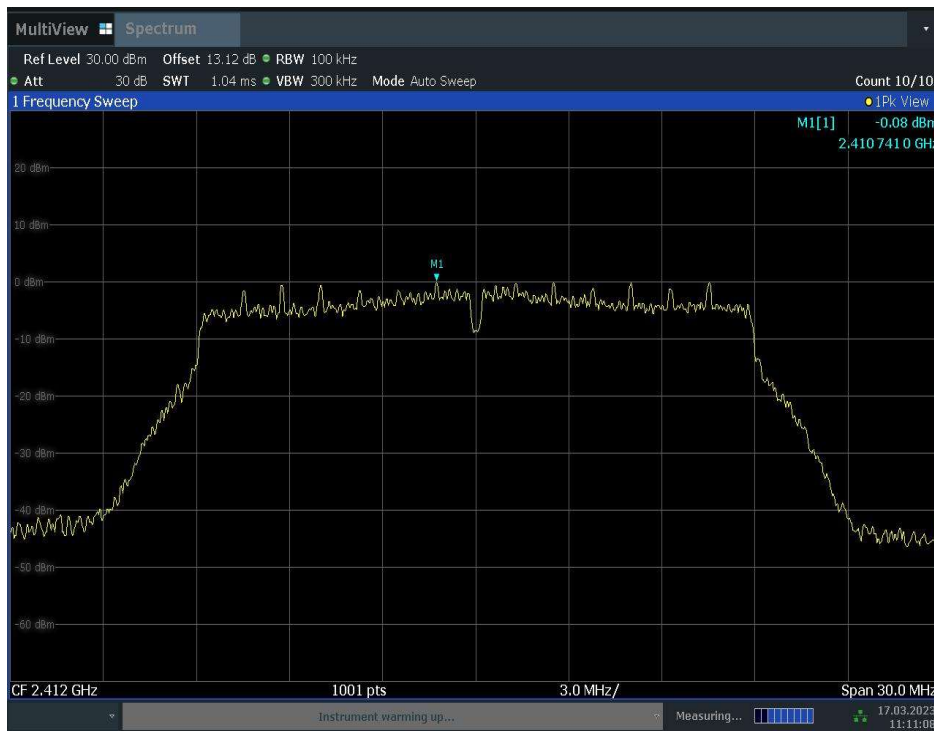 MultiView Spectrum
Ref Level 30.00 dBm Offset 13.12 dB RBW 100 kHz
Att 30 dB SWT 1.04 ms VBW 300 kHz Mode Auto Sweep Count 10/10
1 Frequency Sweep 1Pk View
M1[1] -0.08 dBm
2.410 741 0 GHz
20 dBm
10 dBm
M1
0 dBm
-10 dBm
-20 dBm
-30 dBm
-40 dBm
-50 dBm
-60 dBm
CF 2.412 GHz 1001 pts 3.0 MHz/ Span 30.0 MHz
Instrument warming up... Measuring... 17.03.2023
11:11:08